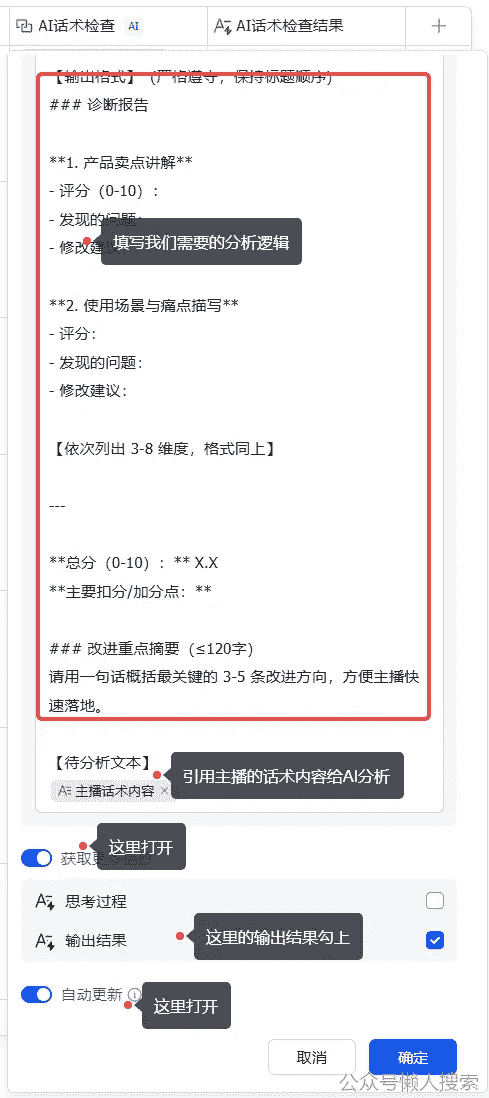 AI话术检查 AI
AI话术检查结果
【输出格式】（严格遵守，保持标题顺序）
### 诊断报告
**1. 产品卖点讲解**
- 评分（0-10）：
- 发现的问题：
- 修改建议：
填写我们需要的分析逻辑
**2. 使用场景与痛点描写**
- 评分：
- 发现的问题：
- 修改建议：
【依次列出 3-8 维度，格式同上】
---
**总分（0-10）：** X.X
**主要扣分/加分点：**
### 改进重点摘要（≤120字）
请用一句话概括最关键的 3-5 条改进方向，方便主播快
速落地。
【待分析文本】
主播话术内容 ×
引用主播的话术内容给AI分析
获取更
这里打开
思考过程
输出结果
这里的输出结果勾上
自动更新
这里打开
取消
确定
公众号懒人搜索